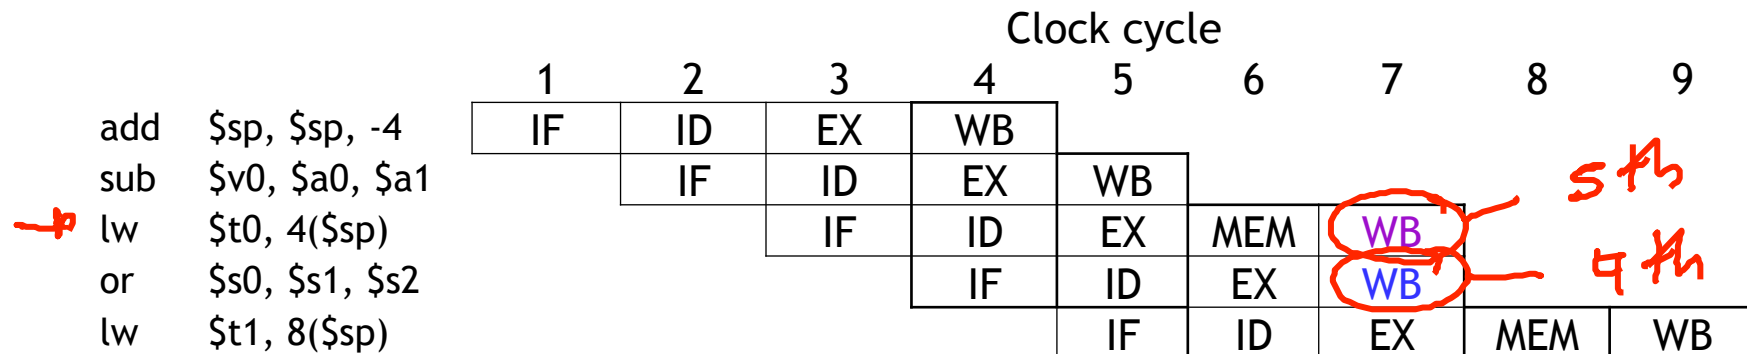 Clock cycle
1 2 3 4 5 6 7 8 9
add $sp, $sp, -4 IF ID EX WB
sub $v0, $a0, $a1 IF ID EX WB
lw $t0, 4($sp) IF ID EX MEM WB 5th
or $s0, $s1, $s2 IF ID EX WB 4th
lw $t1, 8($sp) IF ID EX MEM WB